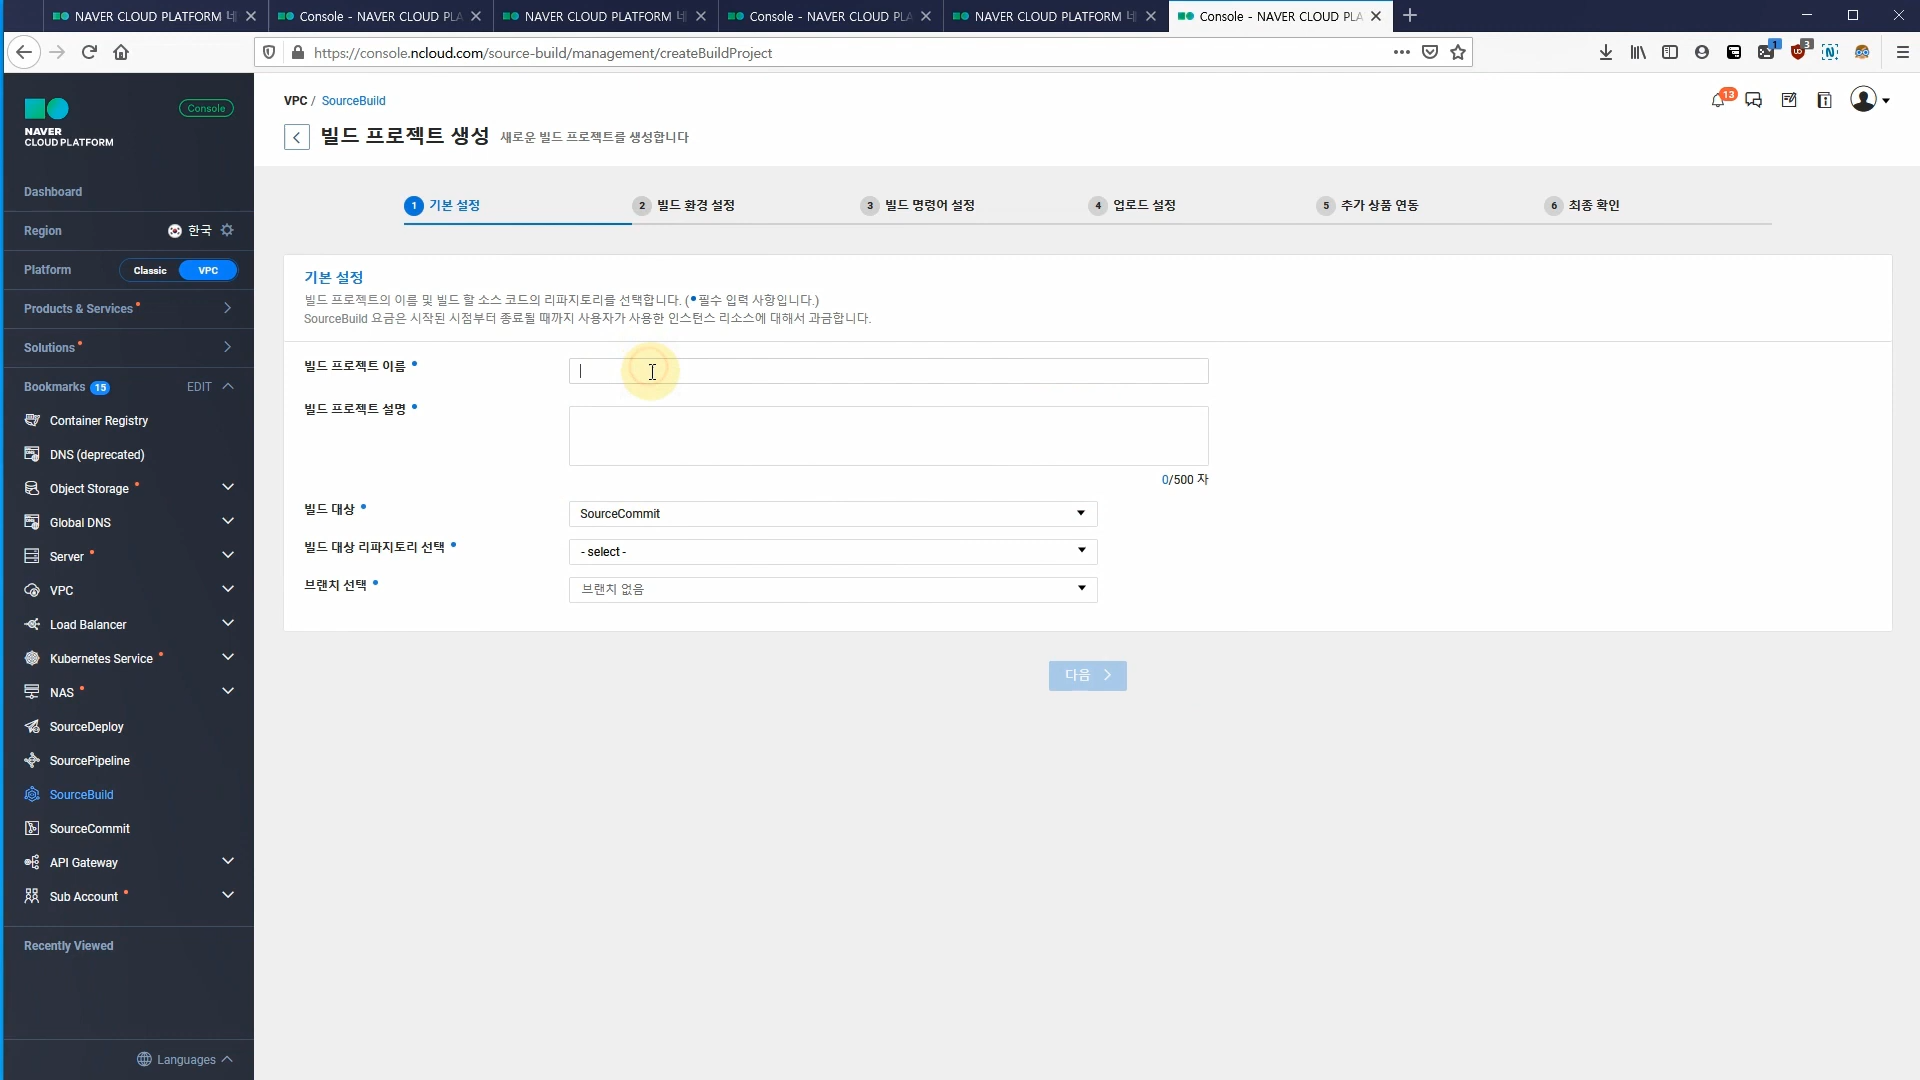 NAVER CLOUD PLATFORM 네
Console - NAVER CLOUD PLA
NAVER CLOUD PLATFORM 네
Console - NAVER CLOUD PLA
NAVER CLOUD PLATFORM 네
Console - NAVER CLOUD PLA
https://console.ncloud.com/source-build/management/createBuildProject
1
3
NAVER
CLOUD PLATFORM
Console
Dashboard
Region 한국
Platform Classic VPC
Products & Services
Solutions
Bookmarks 15 EDIT
Container Registry
DNS (deprecated)
Object Storage
Global DNS
Server
VPC
Load Balancer
Kubernetes Service
NAS
SourceDeploy
SourcePipeline
SourceBuild
SourceCommit
API Gateway
Sub Account
Recently Viewed
Languages
VPC / SourceBuild
13
빌드 프로젝트 생성 새로운 빌드 프로젝트를 생성합니다
1 기본 설정
2 빌드 환경 설정
3 빌드 명령어 설정
4 업로드 설정
5 추가 상품 연동
6 최종 확인
기본 설정
빌드 프로젝트의 이름 및 빌드 할 소스 코드의 리파지토리를 선택합니다. (• 필수 입력 사항입니다.)
SourceBuild 요금은 시작된 시점부터 종료될 때까지 사용자가 사용한 인스턴스 리소스에 대해서 과금합니다.
빌드 프로젝트 이름 •
빌드 프로젝트 설명 •
0/500 자
빌드 대상 • SourceCommit
빌드 대상 리파지토리 선택 • - select -
브랜치 선택 • 브랜치 없음
다음 >